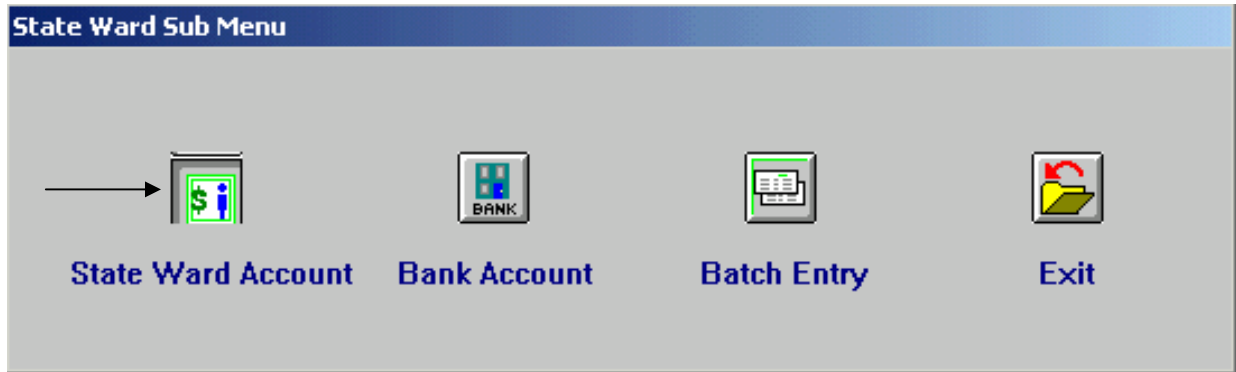 State Ward Sub Menu
$
BANK
State Ward Account
Bank Account
Batch Entry
Exit